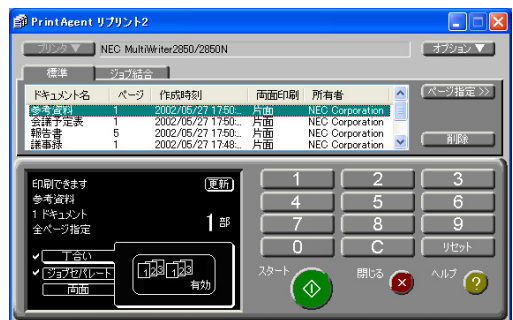 PrintAgent リプリント2
プリンタ▼ NEC MultiWriter2850/2850N オプション▼
標準 ジョブ結合
ドキュメント名 ページ 作成時刻 両面印刷 所有者 ページ指定>>
参考資料 1 2002/05/27 17:50:... 片面 NEC Corporation
会議予定表 1 2002/05/27 17:50:... 片面 NEC Corporation
報告書 5 2002/05/27 17:50:... 片面 NEC Corporation
議事録 1 2002/05/27 17:48:... 片面 NEC Corporation
削除
印刷できます 更新
参考資料
1 ドキュメント
全ページ指定
1 部
丁合い
ジョブセパレート
両面
123 123
有効
1 2 3
4 5 6
7 8 9
0 C リセット
スタート 閉じる ヘルプ